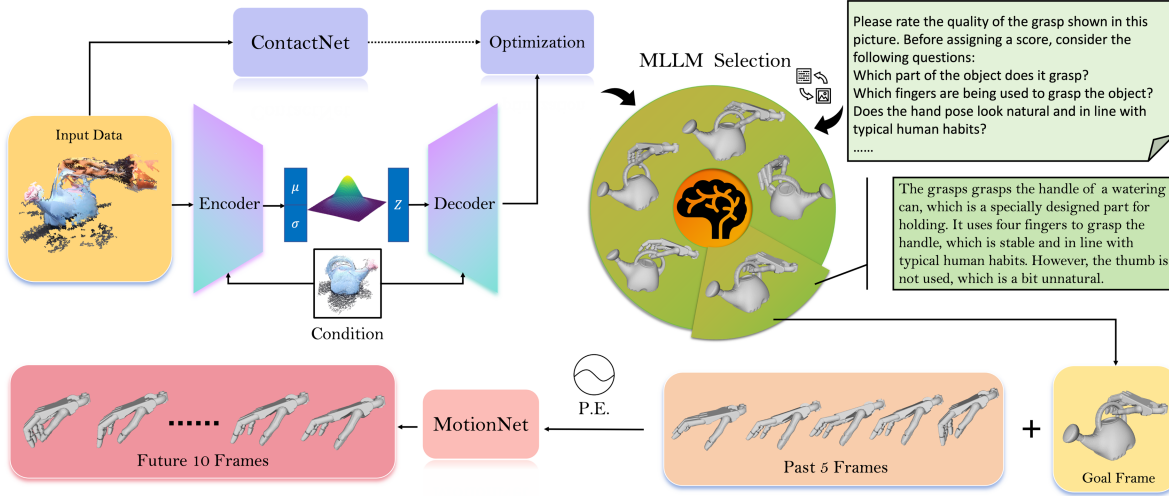 ContactNet
Optimization
MLLM Selection
Please rate the quality of the grasp shown in this
picture. Before assigning a score, consider the
following questions:
Which part of the object does it grasp?
Which fingers are being used to grasp the object?
Does the hand pose look natural and in line with
typical human habits?
......
Input Data
Encoder
μ
σ
Z
Decoder
Condition
The grasps grasps the handle of a watering
can, which is a specially designed part for
holding. It uses four fingers to grasp the
handle, which is stable and in line with
typical human habits. However, the thumb is
not used, which is a bit unnatural.
......
Future 10 Frames
MotionNet
P.E.
Past 5 Frames
+
Goal Frame